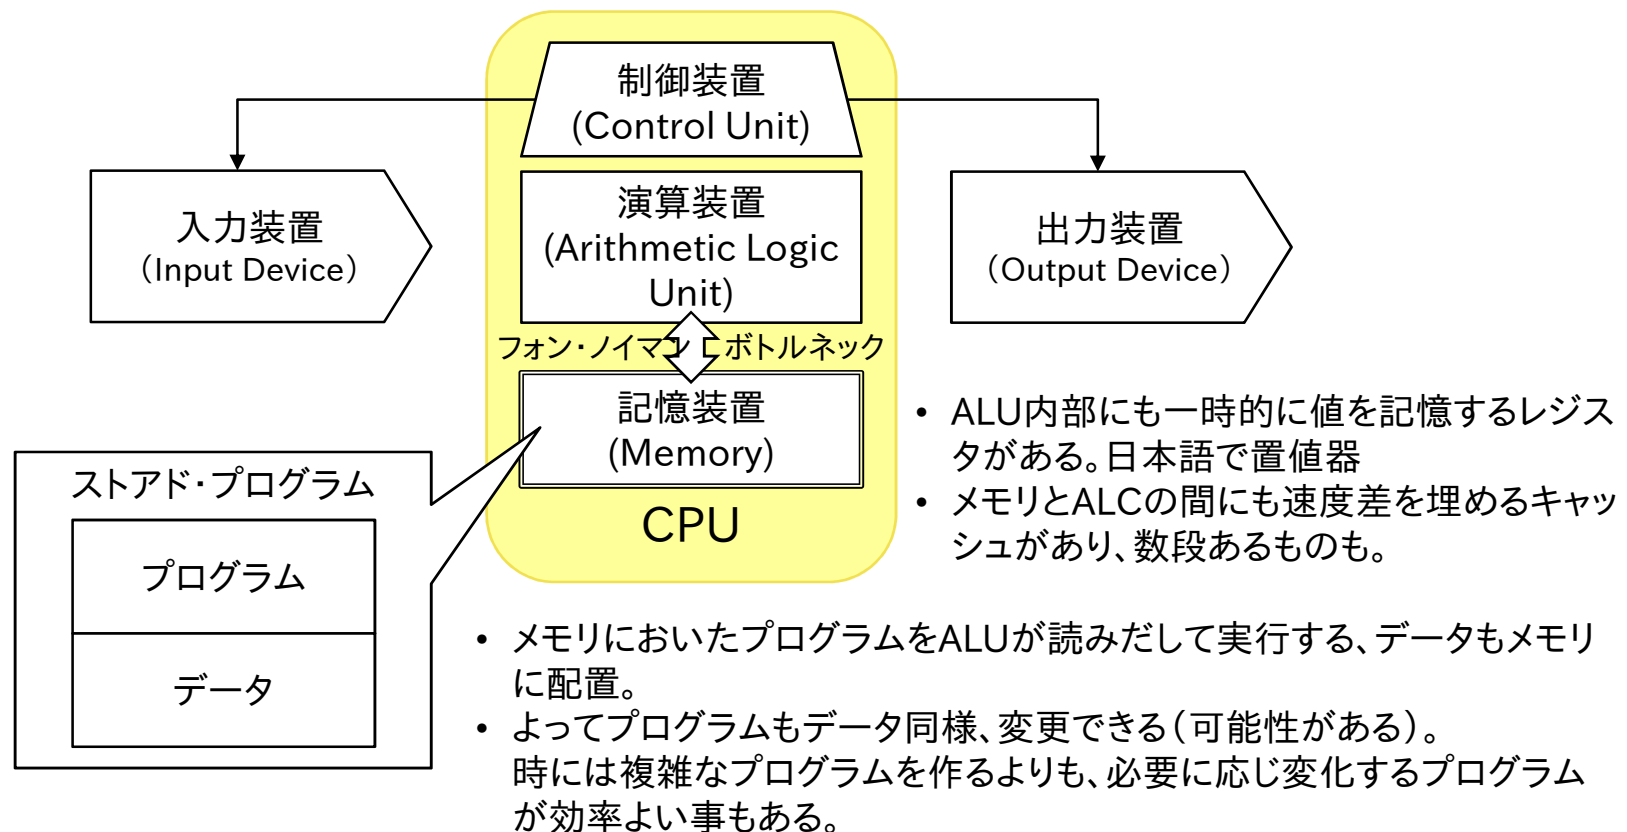 制御装置
(Control Unit)
入力装置
（Input Device）
演算装置
(Arithmetic Logic
Unit)
出力装置
（Output Device）
フォン・ノイマン・ボトルネック
記憶装置
(Memory)
CPU
ストアド・プログラム
プログラム
データ
• ALU内部にも一時的に値を記憶するレジス
タがある。日本語で置値器
• メモリとALCの間にも速度差を埋めるキャッ
シュがあり、数段あるものも。
• メモリにおいたプログラムをALUが読みだして実行する、データもメモリ
に配置。
• よってプログラムもデータ同様、変更できる（可能性がある）。
時には複雑なプログラムを作るよりも、必要に応じ変化するプログラム
が効率よい事もある。